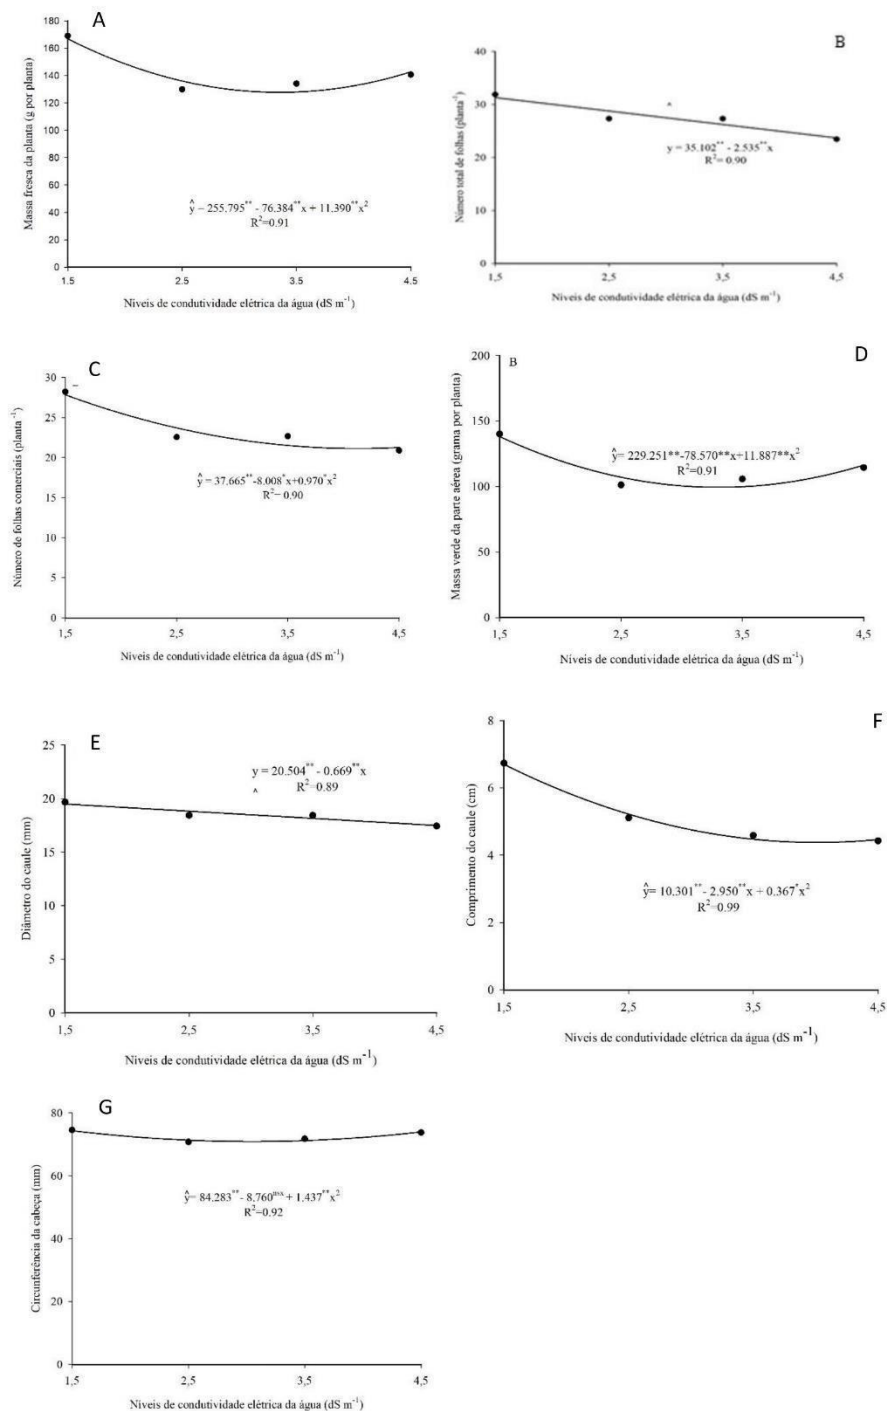 A
180
160
140
120
100
80
60
40
20
0
Massa fresca da planta (g por planta)
ŷ = 255.795** - 76.384**x + 11.390**x²
R²=0.91
1,5 2,5 3,5 4,5
Níveis de condutividade elétrica da água (dS m⁻¹)
B
40
30
20
10
0
Número total de folhas (planta⁻¹)
^
y = 35.102** - 2.535**x
R²= 0.90
1,5 2,5 3,5 4,5
Níveis de condutividade elétrica da água (dS m⁻¹)
C
30
25
20
15
10
5
0
Número de folhas comerciais (planta⁻¹)
ŷ = 37.665**-8.008*x+0.970*x²
R²= 0.90
1,5 2,5 3,5 4,5
Níveis de condutividade elétrica da água (dS m⁻¹)
D
B
200
150
100
50
0
Massa verde da parte aérea (grama por planta)
ŷ= 229.251**-78.570**x+11.887**x²
R²=0.91
1,5 2,5 3,5 4,5
Níveis de condutividade elétrica da água (dS m⁻¹)
E
25
20
15
10
5
0
Diâmetro do caule (mm)
y = 20.504** - 0.669**x
R²=0.89
^
1,5 2,5 3,5 4,5
Níveis de condutividade elétrica da água (dS m⁻¹)
F
8
6
4
2
0
Comprimento do caule (cm)
ŷ= 10.301** - 2.950**x + 0.367*x²
R²=0.99
1,5 2,5 3,5 4,5
Níveis de condutividade elétrica da água (dS m⁻¹)
G
80
60
40
20
0
Circunferência da cabeça (mm)
ŷ= 84.283** - 8.760ⁿˢˣ + 1.437**x²
R²=0.92
1,5 2,5 3,5 4,5
Níveis de condutividade elétrica da água (dS m⁻¹)